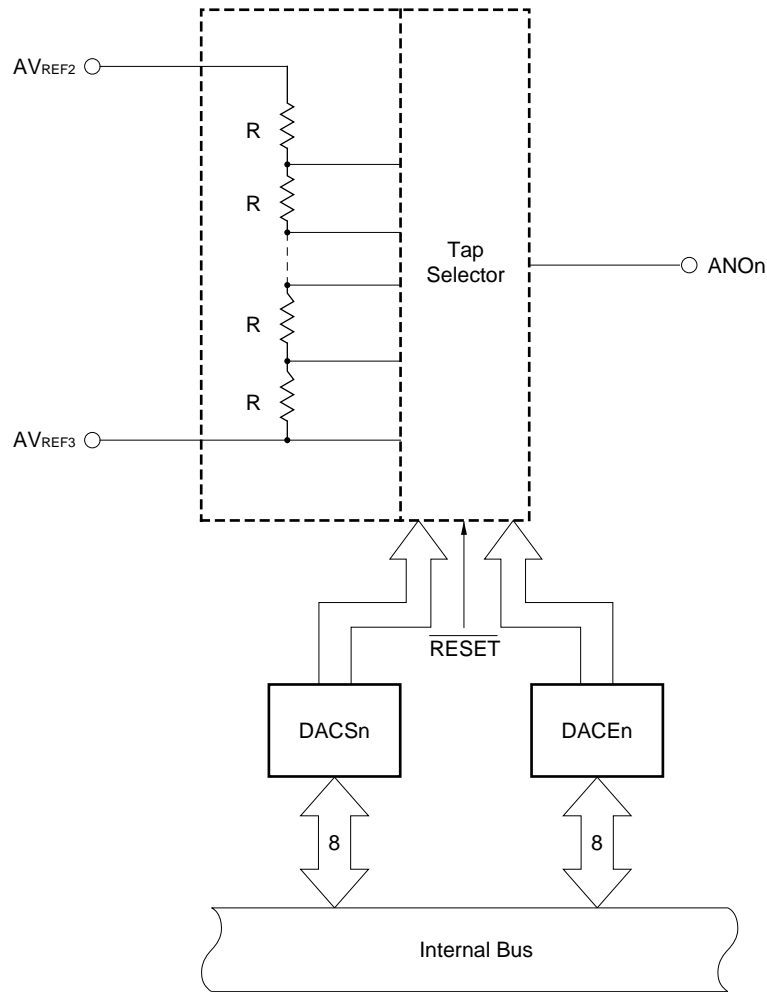 AVREF2
R
R
Tap
Selector
ANOn
R
R
AVREF3
RESET
DACSn
DACEn
8
8
Internal Bus